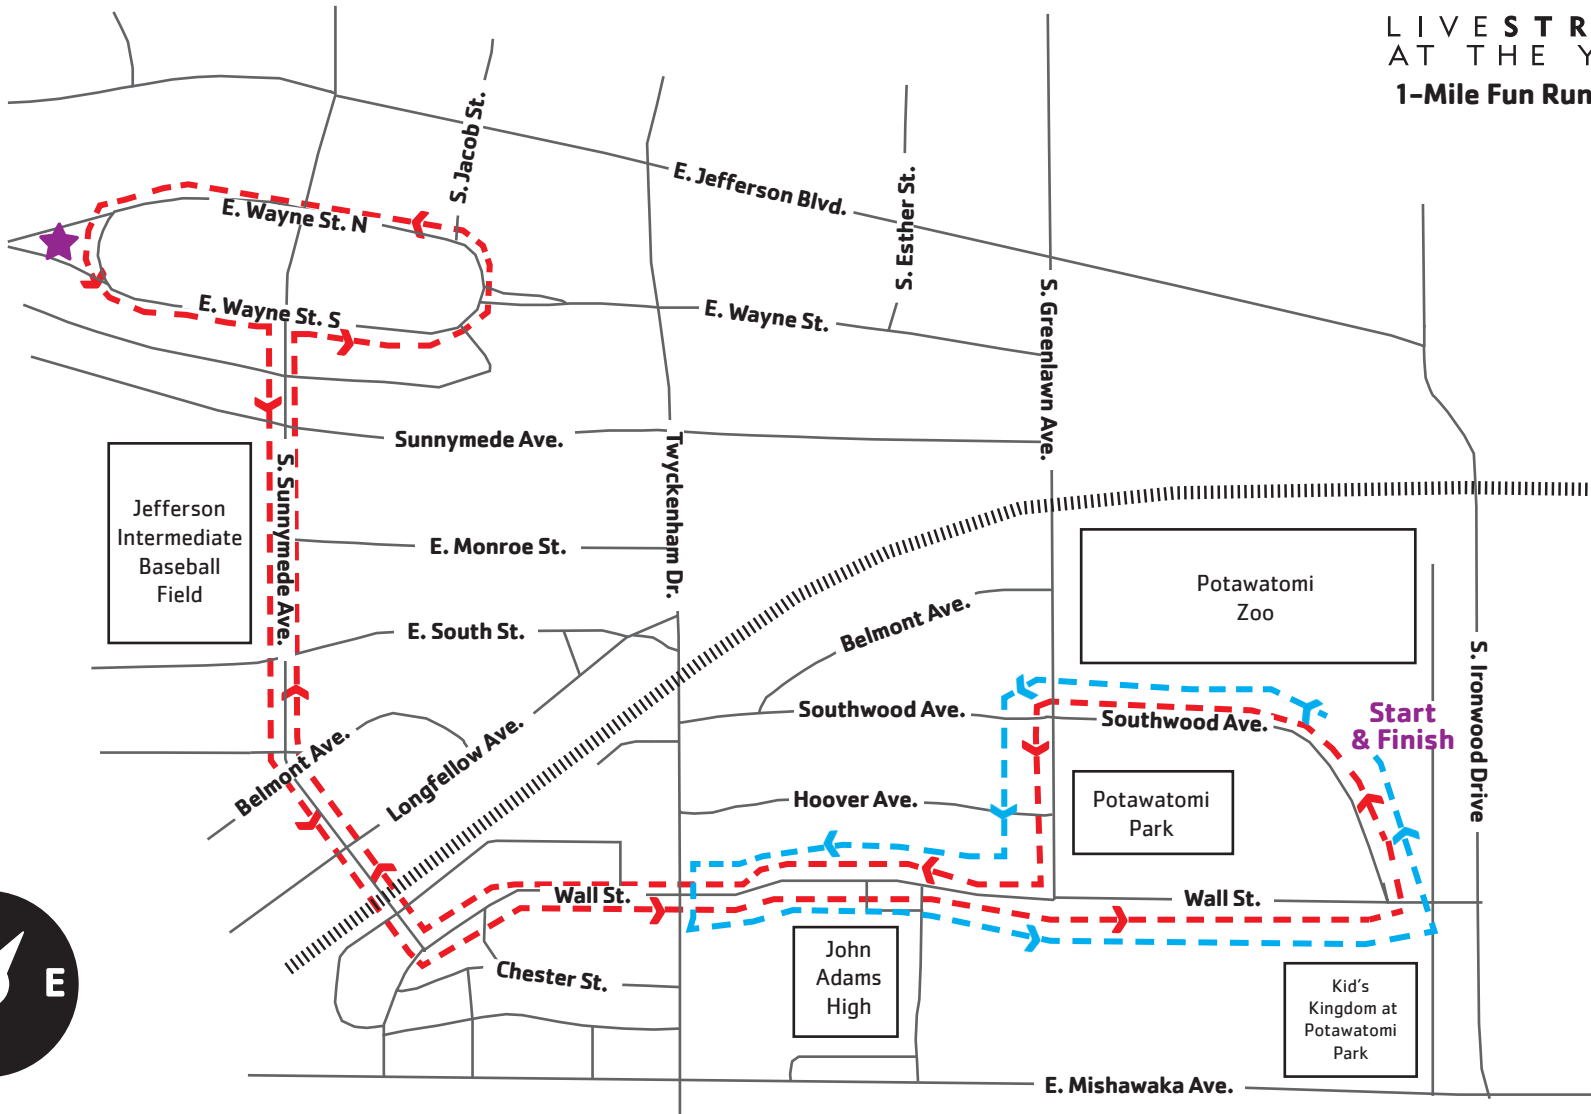 LIVESTR
AT THE Y
1-Mile Fun Run
S. Jacob St.
E. Jefferson Blvd.
S. Esther St.
E. Wayne St. N
E. Wayne St. S
E. Wayne St.
S. Greenlawn Ave.
Sunnymede Ave.
Twyckenham Dr.
S. Sunnymede Ave.
Jefferson
Intermediate
Baseball
Field
E. Monroe St.
E. South St.
Belmont Ave.
Potawatomi
Zoo
S. Ironwood Drive
Southwood Ave.
Southwood Ave.
Start
& Finish
Belmont Ave.
Longfellow Ave.
Hoover Ave.
Potawatomi
Park
Wall St.
Wall St.
Chester St.
John
Adams
High
Kid's
Kingdom at
Potawatomi
Park
E
E. Mishawaka Ave.